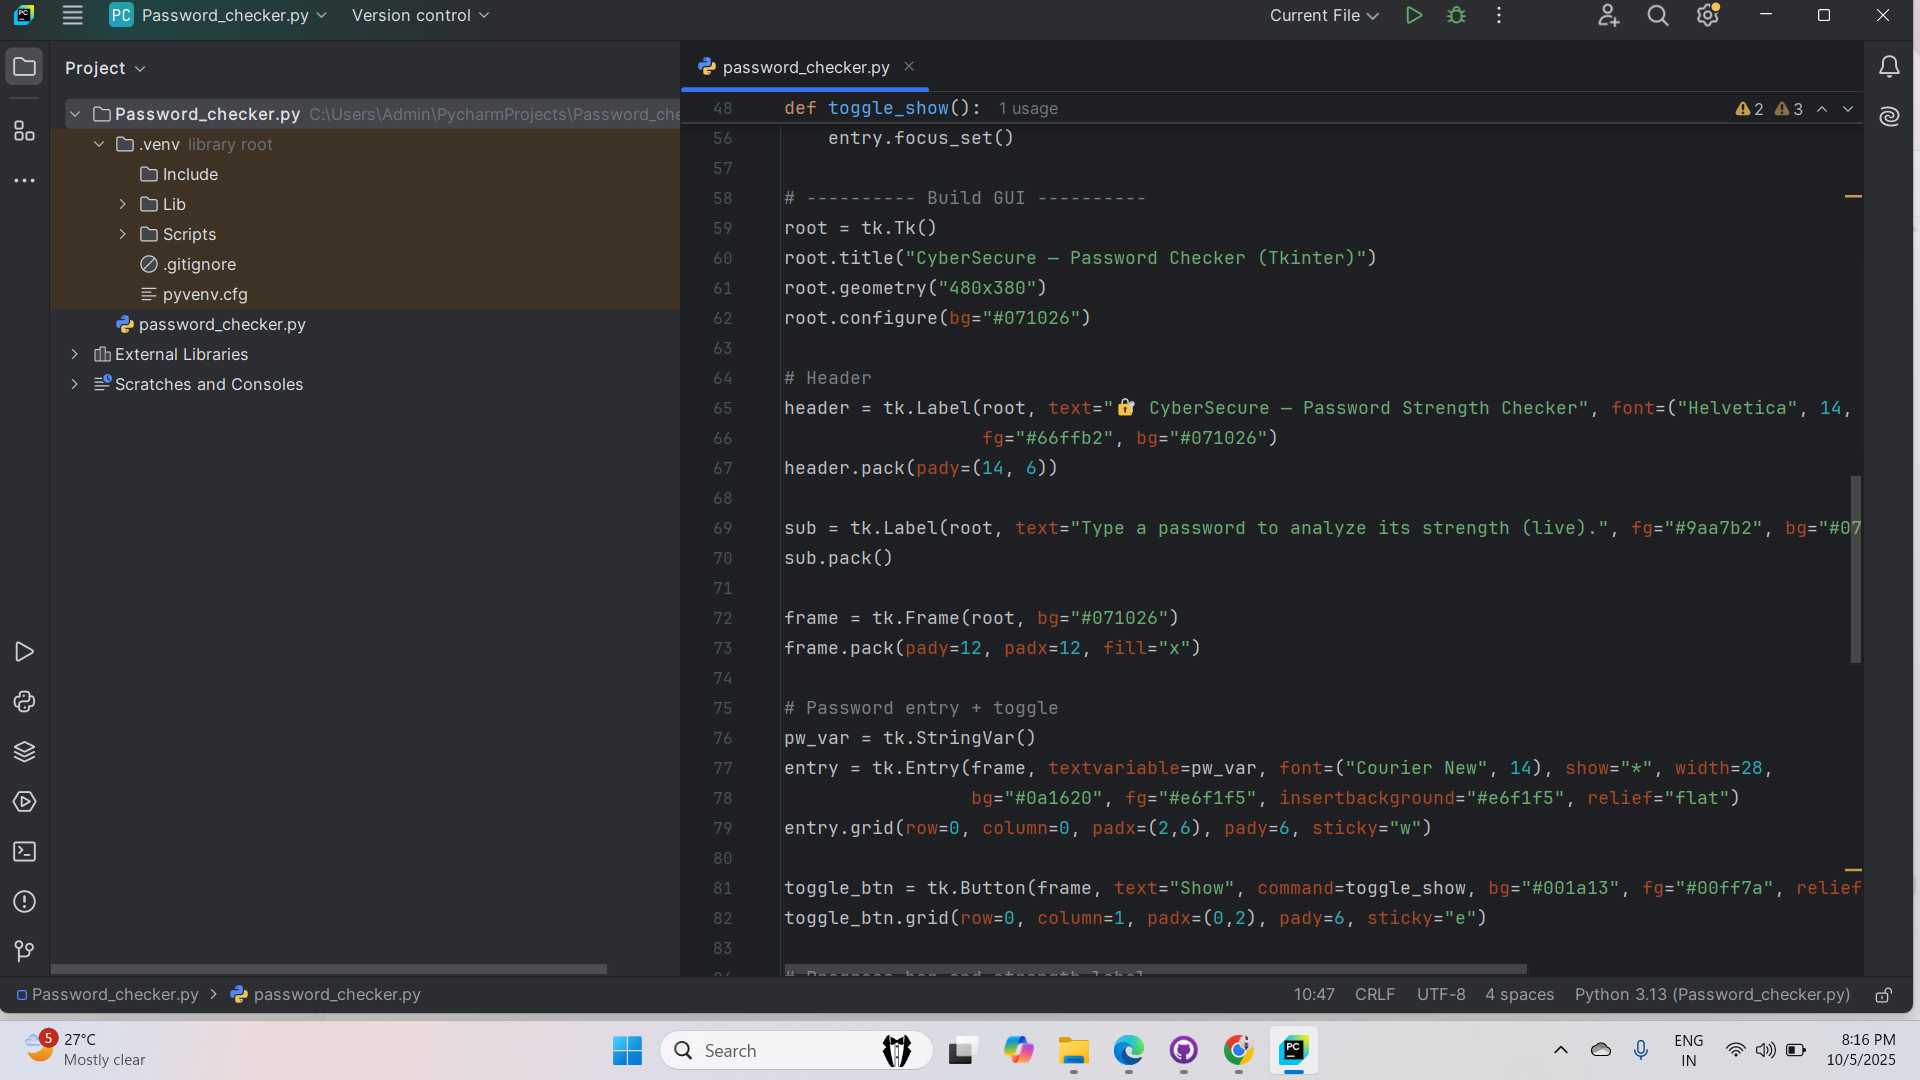 PC Password_checker.py Version control Current File
Project
Password_checker.py C:\Users\Admin\PycharmProjects\Password_che
.venv library root
Include
Lib
Scripts
.gitignore
pyvenv.cfg
password_checker.py
External Libraries
Scratches and Consoles
password_checker.py
48 def toggle_show(): 1 usage 2 3
56 entry.focus_set()
57
58 # ---------- Build GUI ----------
59 root = tk.Tk()
60 root.title("CyberSecure — Password Checker (Tkinter)")
61 root.geometry("480x380")
62 root.configure(bg="#071026")
63
64 # Header
65 header = tk.Label(root, text="🔐 CyberSecure — Password Strength Checker", font=("Helvetica", 14,
66 fg="#66ffb2", bg="#071026")
67 header.pack(pady=(14, 6))
68
69 sub = tk.Label(root, text="Type a password to analyze its strength (live).", fg="#9aa7b2", bg="#07
70 sub.pack()
71
72 frame = tk.Frame(root, bg="#071026")
73 frame.pack(pady=12, padx=12, fill="x")
74
75 # Password entry + toggle
76 pw_var = tk.StringVar()
77 entry = tk.Entry(frame, textvariable=pw_var, font=("Courier New", 14), show="*", width=28,
78 bg="#0a1620", fg="#e6f1f5", insertbackground="#e6f1f5", relief="flat")
79 entry.grid(row=0, column=0, padx=(2,6), pady=6, sticky="w")
80
81 toggle_btn = tk.Button(frame, text="Show", command=toggle_show, bg="#001a13", fg="#00ff7a", relief
82 toggle_btn.grid(row=0, column=1, padx=(0,2), pady=6, sticky="e")
83
84 # Progress bar and strength label
Password_checker.py > password_checker.py 10:47 CRLF UTF-8 4 spaces Python 3.13 (Password_checker.py)
5 27°C
Mostly clear
Search
PC
ENG
IN
8:16 PM
10/5/2025